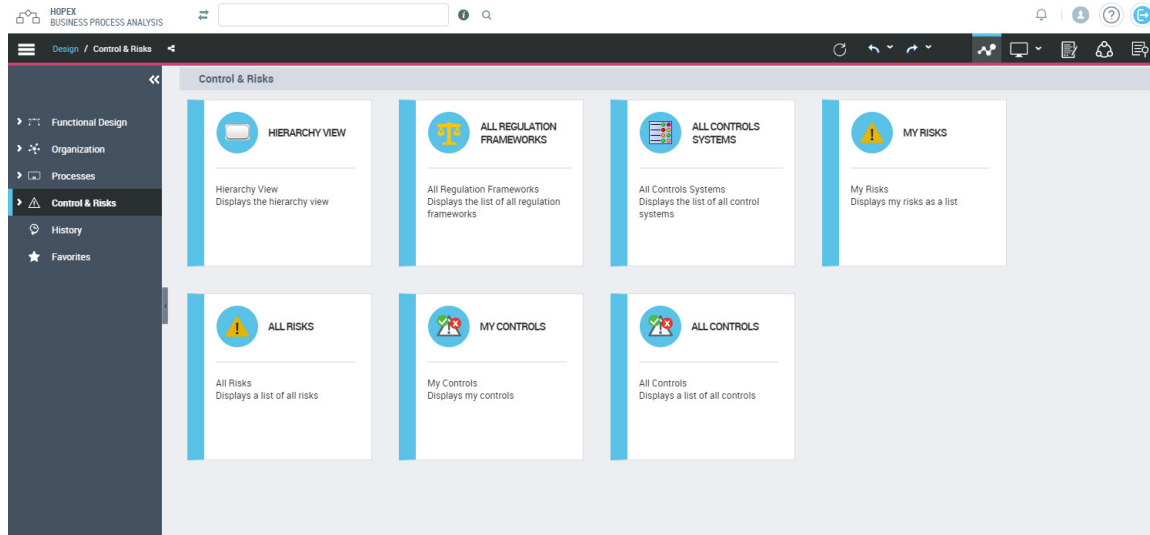 HOPEX
BUSINESS PROCESS ANALYSIS
Design / Control & Risks
Control & Risks
Functional Design
Organization
Processes
Control & Risks
History
Favorites
HIERARCHY VIEW
Hierarchy View
Displays the hierarchy view
ALL REGULATION
FRAMEWORKS
All Regulation Frameworks
Displays the list of all regulation
frameworks
ALL CONTROLS
SYSTEMS
All Controls Systems
Displays the list of all control
systems
MY RISKS
My Risks
Displays my risks as a list
ALL RISKS
All Risks
Displays a list of all risks
MY CONTROLS
My Controls
Displays my controls
ALL CONTROLS
All Controls
Displays a list of all controls